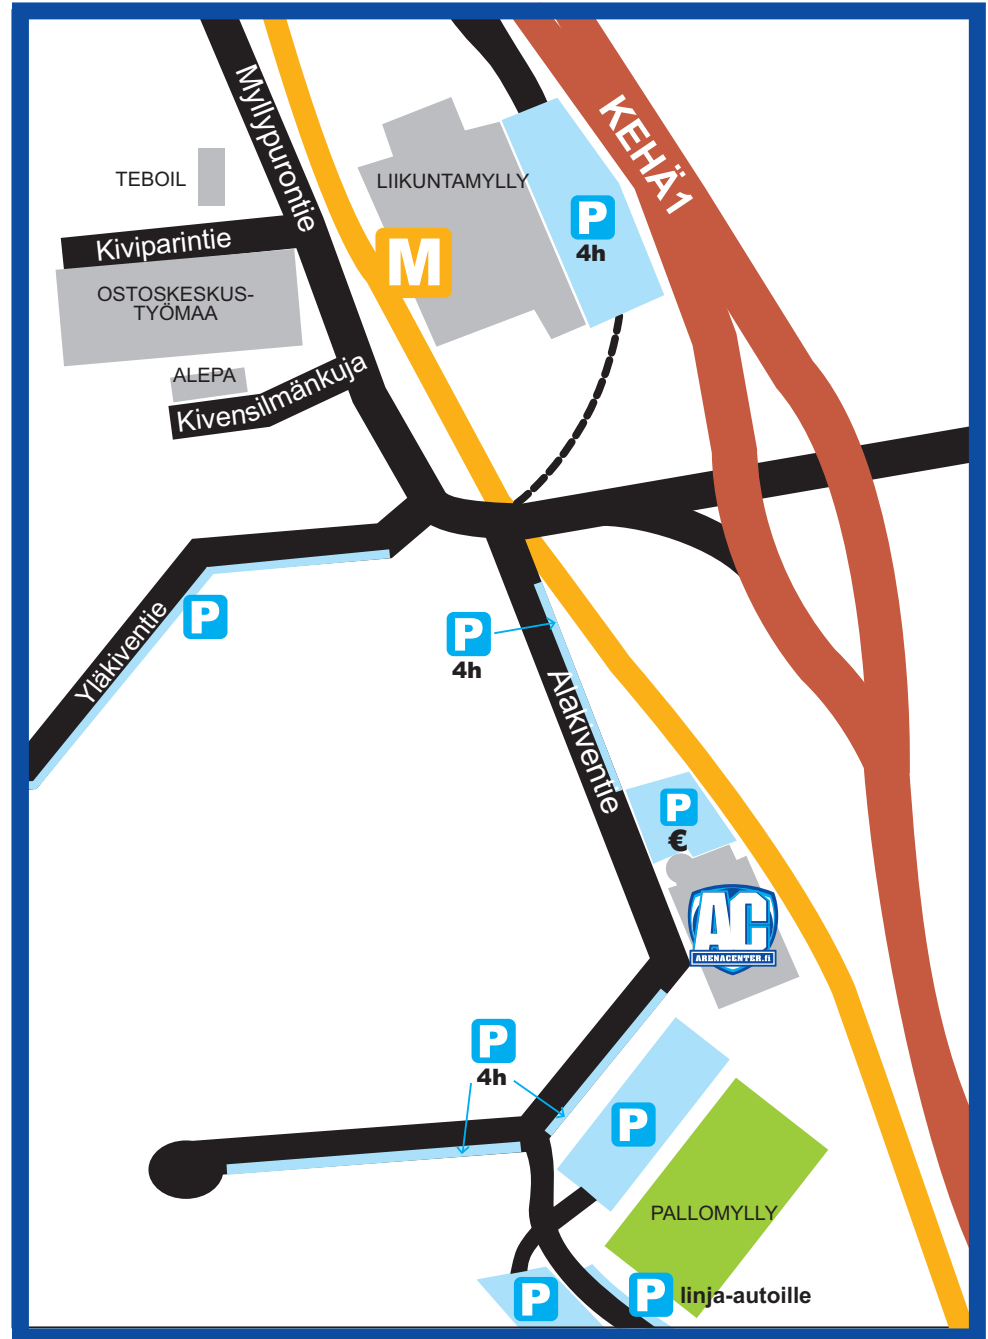 Myllypurontie
KEHÄ1
TEBOIL
LIIKUNTAMYLLY
P
4h
Kiviparintie
M
OSTOSKESKUS-
TYÖMAA
ALEPA
Kivensilmänkuja
P
Yläkiventie
P
4h
Alakiventie
P
€
AC
ARENACENTER.fi
P
4h
P
PALLOMYLLY
P
P linja-autoille